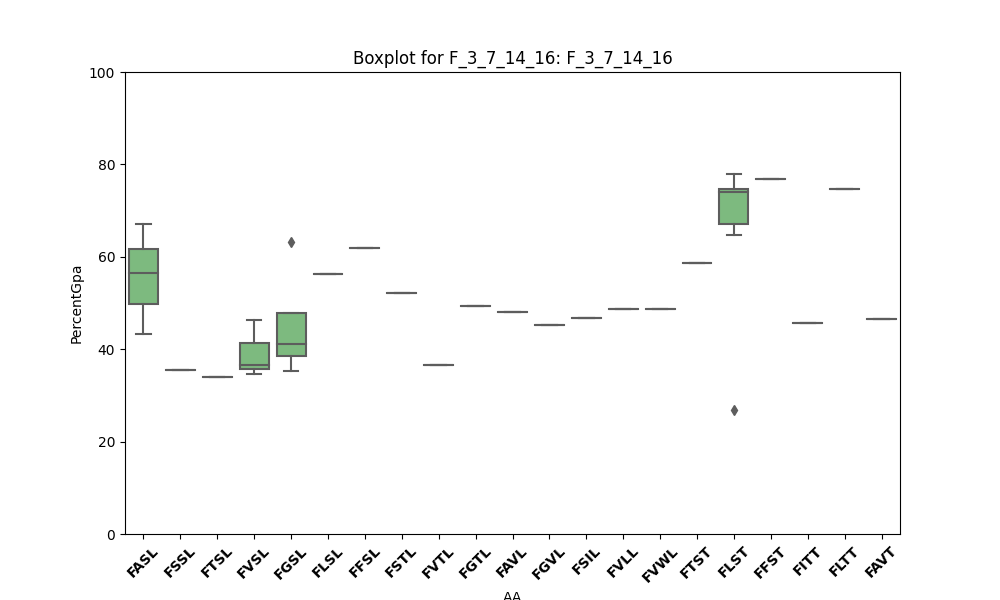 Boxplot for F_3_7_14_16: F_3_7_14_16
100
80
60
40
20
0
PercentGpa
FASL
FSSL
FTSL
FVSL
FGSL
FLSL
FFSL
FSTL
FVTL
FGTL
FAVL
FGVL
FSIL
FVLL
FVWL
FTST
FLST
FFST
FITT
FLTT
FAVT
AA